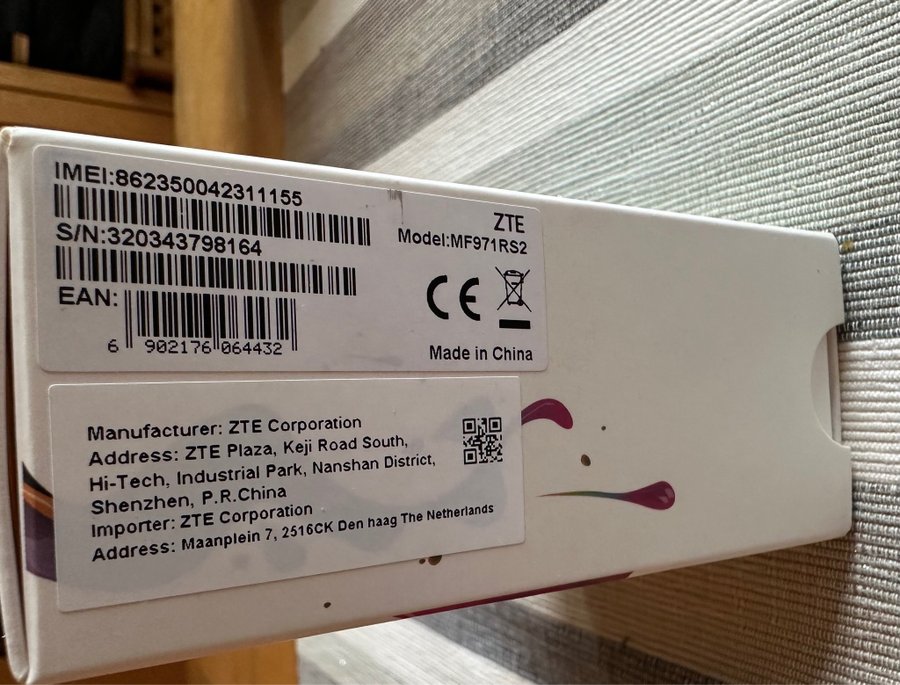 IMEI:862350042311155
S/N:320343798164
EAN:
6 902176 064432
ZTE
Model:MF971RS2
CE
Made in China
Manufacturer: ZTE Corporation
Address: ZTE Plaza, Keji Road South,
Hi-Tech, Industrial Park, Nanshan District,
Shenzhen, P.R.China
Importer: ZTE Corporation
Address: Maanplein 7, 2516CK Den haag The Netherlands